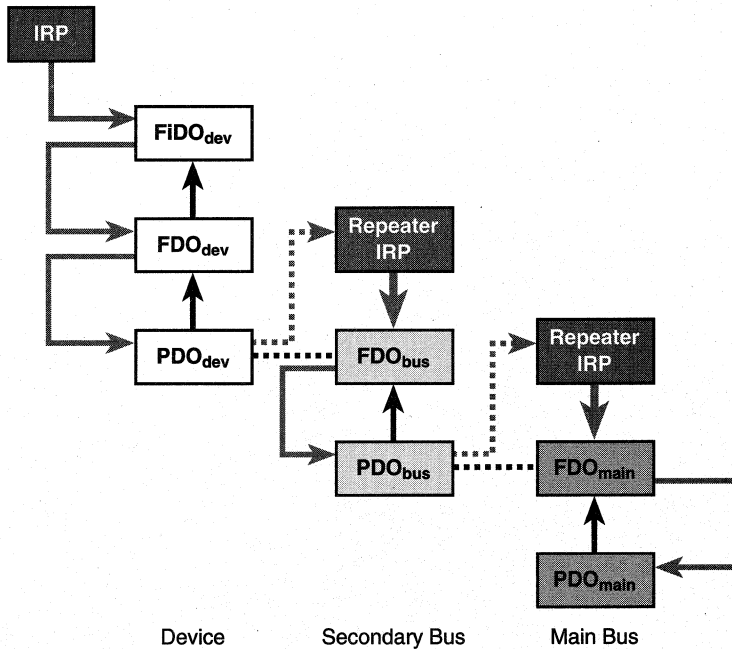 IRP
FiDOdev
FDOdev
PDOdev
Repeater
IRP
FDObus
PDObus
Repeater
IRP
FDOmain
PDOmain
Device
Secondary Bus
Main Bus